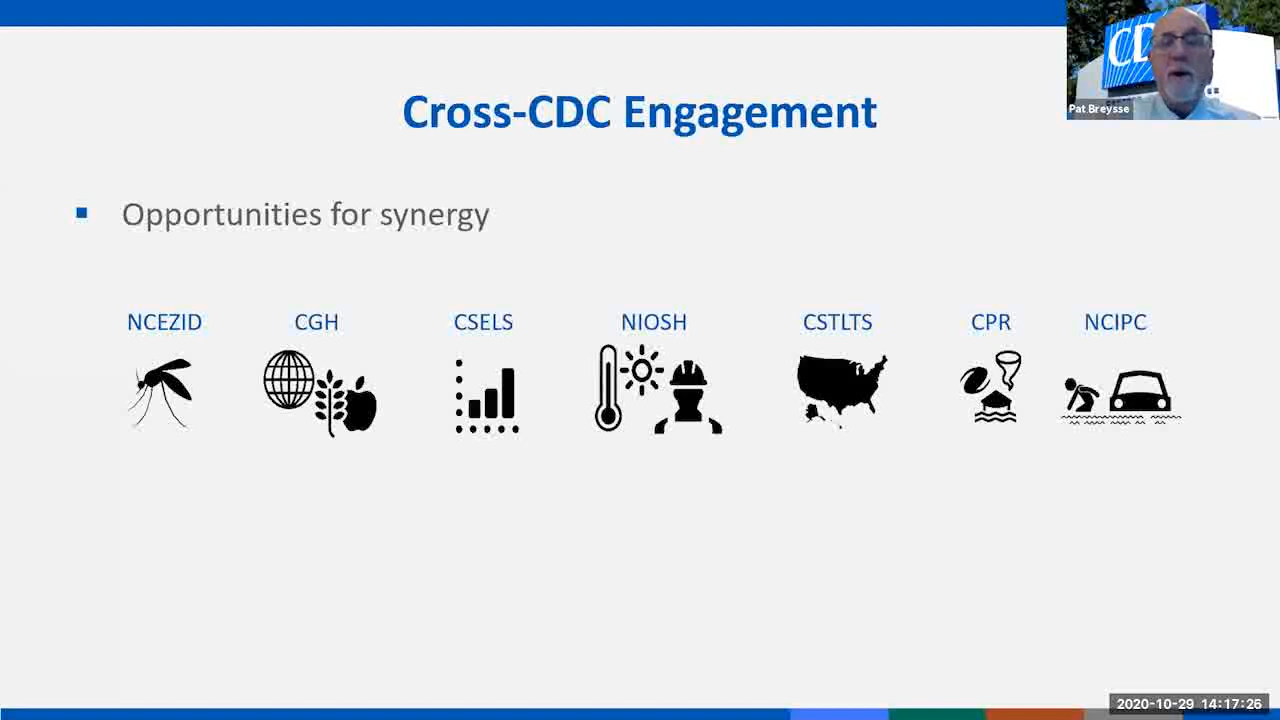 Cross-CDC Engagement
Pat Breysse
Opportunities for synergy
NCEZID CGH CSELS NIOSH CSTLTS CPR NCIPC
2020-10-29 14:17:26